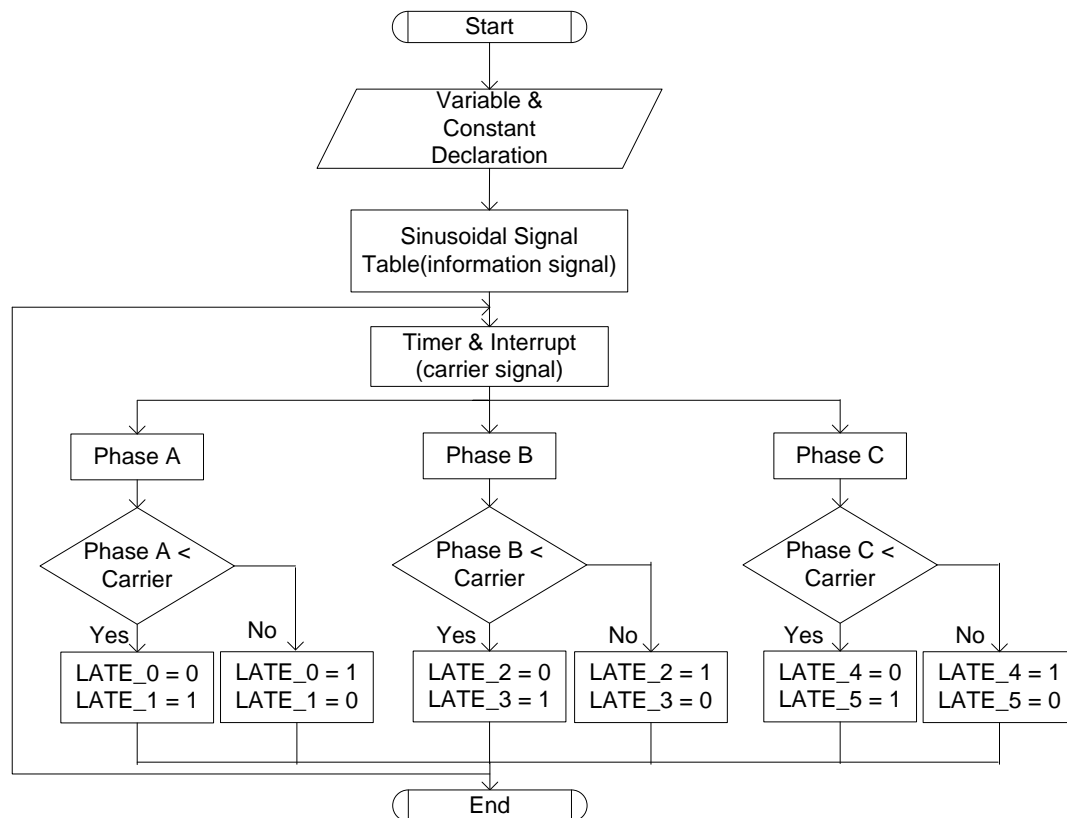 Start
Variable &
Constant
Declaration
Sinusoidal Signal
Table(information signal)
Timer & Interrupt
(carrier signal)
Phase A
Phase B
Phase C
Phase A <
Carrier
Phase B <
Carrier
Phase C <
Carrier
Yes
No
Yes
No
Yes
No
LATE_0 = 0
LATE_1 = 1
LATE_0 = 1
LATE_1 = 0
LATE_2 = 0
LATE_3 = 1
LATE_2 = 1
LATE_3 = 0
LATE_4 = 0
LATE_5 = 1
LATE_4 = 1
LATE_5 = 0
End